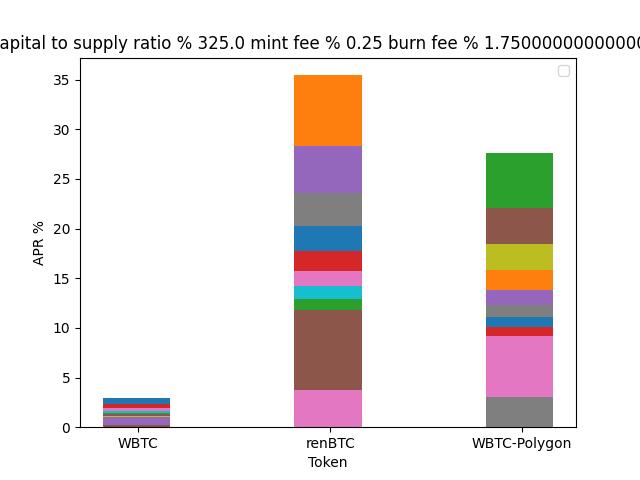 apital to supply ratio % 325.0 mint fee % 0.25 burn fee % 1.7500000000000
APR %
35
30
25
20
15
10
5
0
WBTC
renBTC
WBTC-Polygon
Token